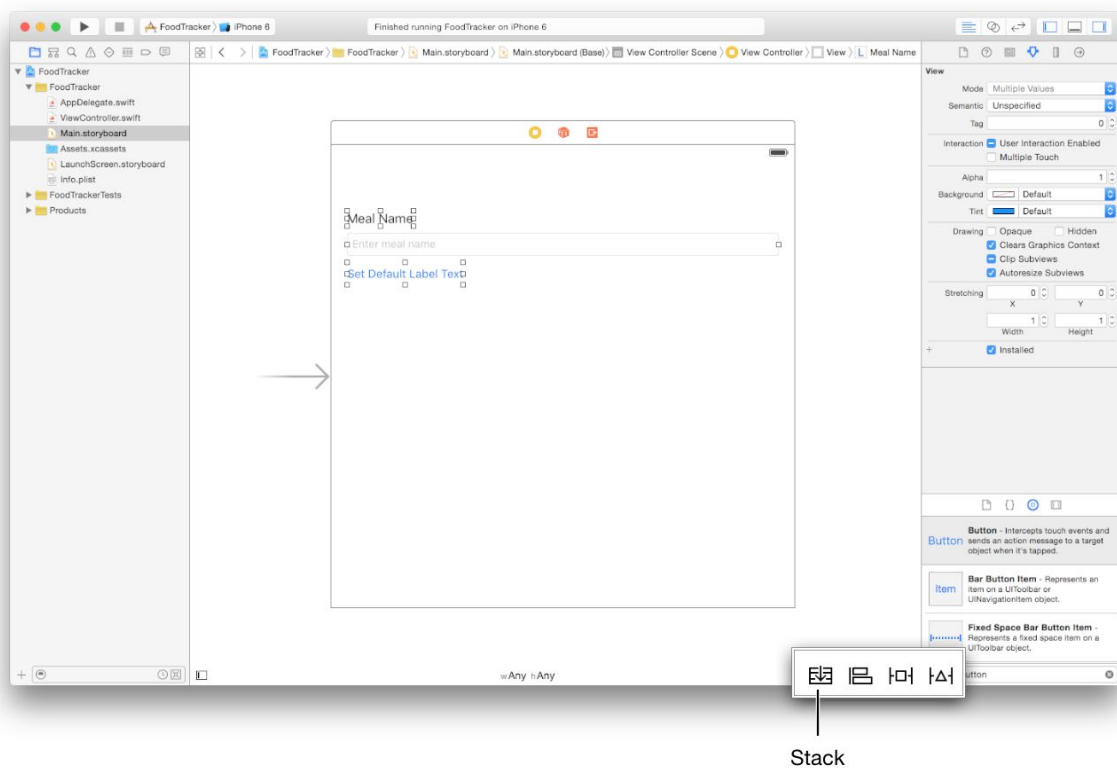 FoodTracker 〉 iPhone 6
Finished running FoodTracker on iPhone 6
FoodTracker 〉 FoodTracker 〉 Main.storyboard 〉 Main.storyboard (Base) 〉 View Controller Scene 〉 View Controller 〉 View 〉 L Meal Name
FoodTracker
FoodTracker
AppDelegate.swift
ViewController.swift
Main.storyboard
Assets.xcassets
LaunchScreen.storyboard
Info.plist
FoodTrackerTests
Products
Meal Name
Enter meal name
Set Default Label Text
wAny hAny
View
Mode Multiple Values
Semantic Unspecified
Tag 0
Interaction User Interaction Enabled
Multiple Touch
Alpha 1
Background Default
Tint Default
Drawing Opaque Hidden
Clears Graphics Context
Clip Subviews
Autoresize Subviews
Stretching 0 0
X Y
1 1
Width Height
+ Installed
Button
Button - Intercepts touch events and
sends an action message to a target
object when it's tapped.
Item
Bar Button Item - Represents an
item on a UIToolbar or
UINavigationItem object.
Fixed Space Bar Button Item -
Represents a fixed space item on a
UIToolbar object.
utton
Stack